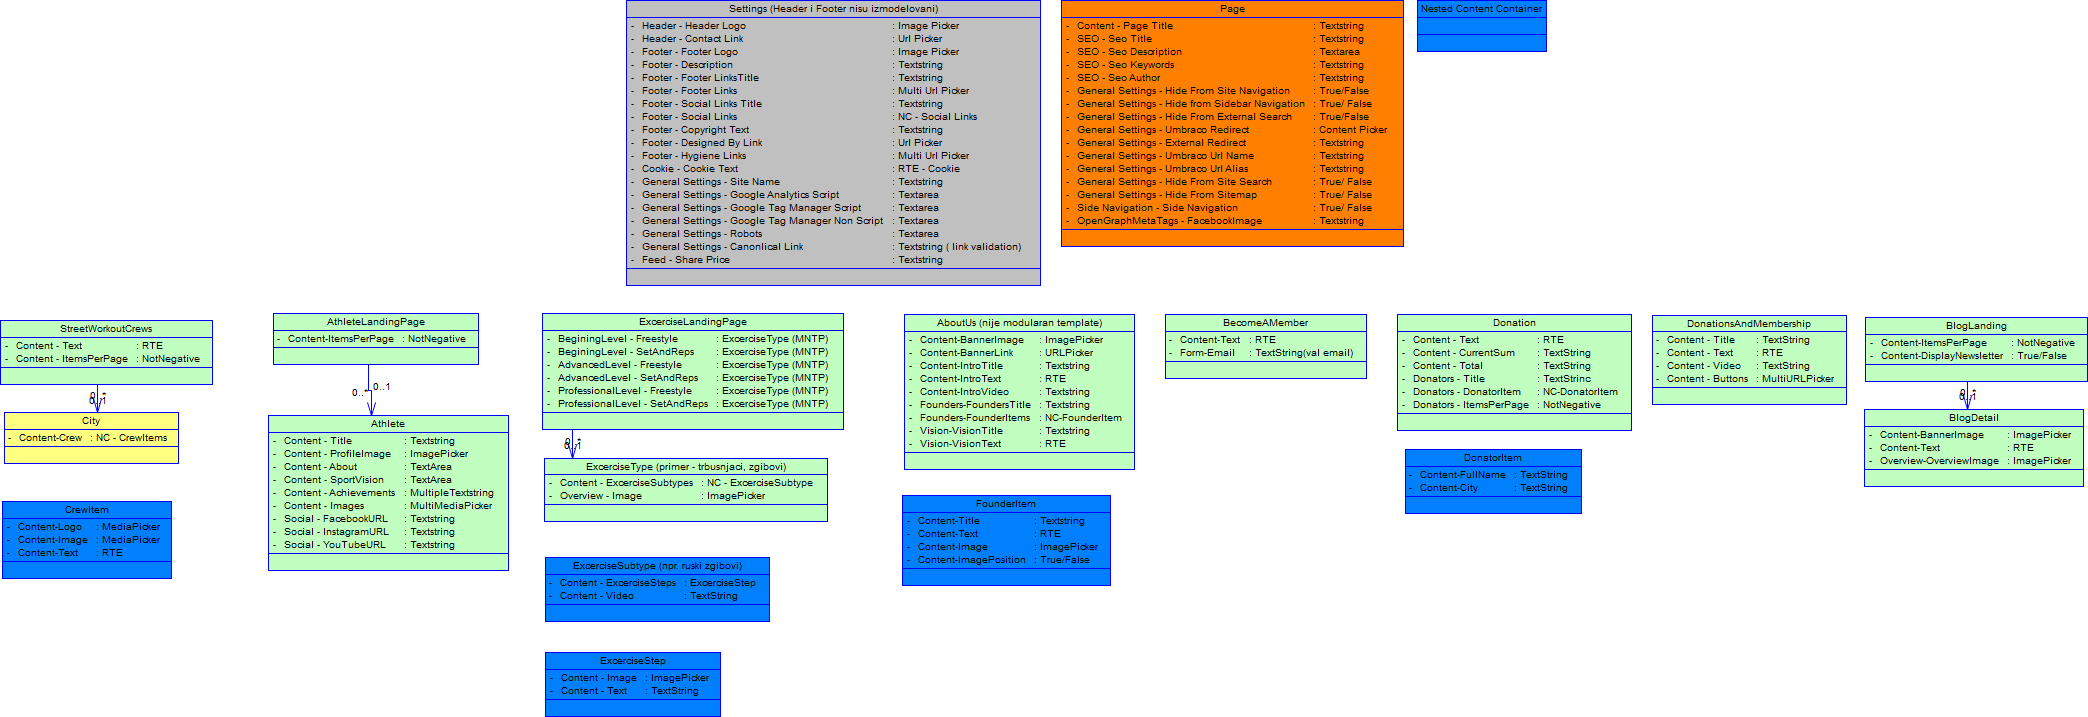 Settings (Header i Footer nisu izmodelovani)
- Header - Header Logo : Image Picker
- Header - Contact Link : Url Picker
- Footer - Footer Logo : Image Picker
- Footer - Description : Textstring
- Footer - Footer LinksTitle : Textstring
- Footer - Footer Links : Multi Url Picker
- Footer - Social Links Title : Textstring
- Footer - Social Links : NC - Social Links
- Footer - Copyright Text : Textstring
- Footer - Designed By Link : Url Picker
- Footer - Hygiene Links : Multi Url Picker
- Cookie - Cookie Text : RTE - Cookie
- General Settings - Site Name : Textstring
- General Settings - Google Analytics Script : Textarea
- General Settings - Google Tag Manager Script : Textarea
- General Settings - Google Tag Manager Non Script : Textarea
- General Settings - Robots : Textarea
- General Settings - Canonlical Link : Textstring ( link validation)
- Feed - Share Price : Textstring
Page
- Content - Page Title : Textstring
- SEO - Seo Title : Textstring
- SEO - Seo Description : Textarea
- SEO - Seo Keywords : Textstring
- SEO - Seo Author : Textstring
- General Settings - Hide From Site Navigation : True/False
- General Settings - Hide from Sidebar Navigation : True/ False
- General Settings - Hide From External Search : True/False
- General Settings - Umbraco Redirect : Content Picker
- General Settings - External Redirect : Textstring
- General Settings - Umbraco Url Name : Textstring
- General Settings - Umbraco Url Alias : Textstring
- General Settings - Hide From Site Search : True/ False
- General Settings - Hide From Sitemap : True/ False
- Side Navigation - Side Navigation : True/ False
- OpenGraphMetaTags - FacebookImage : Textstring
Nested Content Container
StreetWorkoutCrews
- Content - Text : RTE
- Content - ItemsPerPage : NotNegative
0..*
0..1
City
- Content-Crew : NC - CrewItems
CrewItem
- Content-Logo : MediaPicker
- Content-Image : MediaPicker
- Content-Text : RTE
AthleteLandingPage
- Content-ItemsPerPage : NotNegative
0..1
0..*
Athlete
- Content - Title : Textstring
- Content - ProfileImage : ImagePicker
- Content - About : TextArea
- Content - SportVision : TextArea
- Content - Achievements : MultipleTextstring
- Content - Images : MultiMediaPicker
- Social - FacebookURL : Textstring
- Social - InstagramURL : Textstring
- Social - YouTubeURL : Textstring
ExcerciseLandingPage
- BeginingLevel - Freestyle : ExcerciseType (MNTP)
- BeginingLevel - SetAndReps : ExcerciseType (MNTP)
- AdvancedLevel - Freestyle : ExcerciseType (MNTP)
- AdvancedLevel - SetAndReps : ExcerciseType (MNTP)
- ProfessionalLevel - Freestyle : ExcerciseType (MNTP)
- ProfessionalLevel - SetAndReps : ExcerciseType (MNTP)
0..*
0..1
ExcerciseType (primer - trbusnjaci, zgibovi)
- Content - ExcerciseSubtypes : NC - ExcerciseSubtype
- Overview - Image : ImagePicker
ExcerciseSubtype (npr. ruski zgibovi)
- Content - ExcerciseSteps : ExcerciseStep
- Content - Video : TextString
ExcerciseStep
- Content - Image : ImagePicker
- Content - Text : TextString
AboutUs (nije modularan template)
- Content-BannerImage : ImagePicker
- Content-BannerLink : URLPicker
- Content-IntroTitle : Textstring
- Content-IntroText : RTE
- Content-IntroVideo : Textstring
- Founders-FoundersTitle : Textstring
- Founders-FounderItems : NC-FounderItem
- Vision-VisionTitle : Textstring
- Vision-VisionText : RTE
FounderItem
- Content-Title : Textstring
- Content-Text : RTE
- Content-Image : ImagePicker
- Content-ImagePosition : True/False
BecomeAMember
- Content-Text : RTE
- Form-Email : TextString(val email)
Donation
- Content - Text : RTE
- Content - CurrentSum : TextString
- Content - Total : TextString
- Donators - Title : TextString
- Donators - DonatorItem : NC-DonatorItem
- Donators - ItemsPerPage : NotNegative
DonatorItem
- Content-FullName : TextString
- Content-City : TextString
DonationsAndMembership
- Content - Title : TextString
- Content - Text : RTE
- Content - Video : TextString
- Content - Buttons : MultiURLPicker
BlogLanding
- Content-ItemsPerPage : NotNegative
- Content-DisplayNewsletter : True/False
0..*
0..1
BlogDetail
- Content-BannerImage : ImagePicker
- Content-Text : RTE
- Overview-OverviewImage : ImagePicker